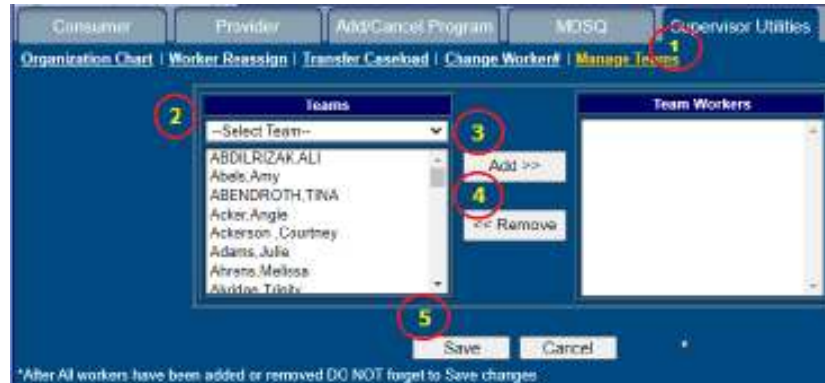 Consumer Provider Add/Cancel Program MDSQ Supervisor Utilities
1
Organization Chart | Worker Reassign | Transfer Caseload | Change Worker# | Manage Teams
2 Teams Team Workers
--Select Team-- 3
ABDILRIZAK,ALI
Add >>
Abels,Amy
ABENDROTH,TINA
4
Acker,Angie
Ackerson ,Courtney
<< Remove
Adams,Julie
Ahrens,Melissa
5
Save Cancel *
*After All workers have been added or removed DO NOT forget to Save changes